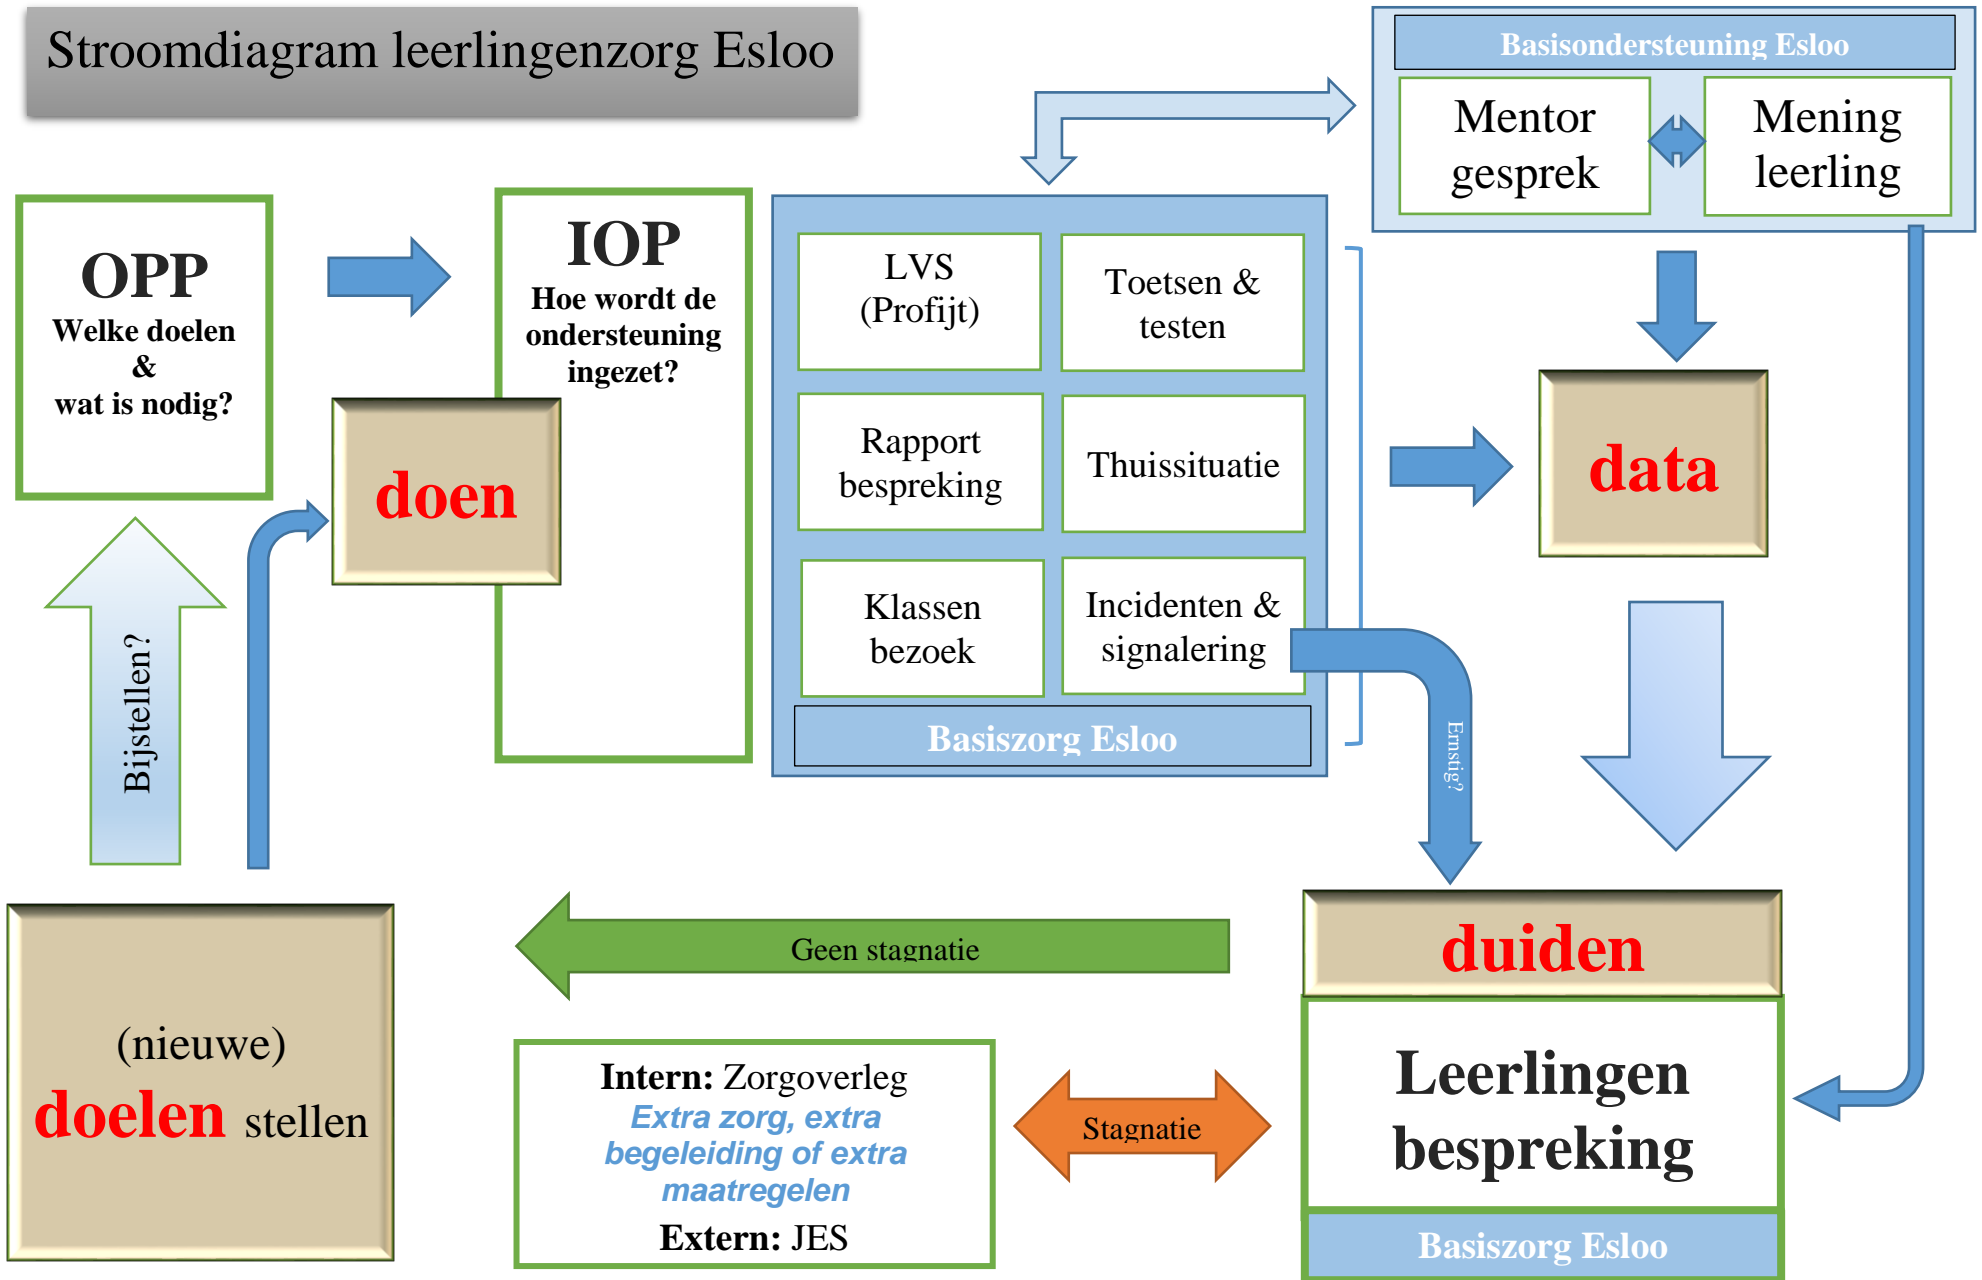 Stroomdiagram leerlingenzorg Esloo
Basisondersteuning Esloo
Mentor
gesprek
Mening
leerling
OPP
Welke doelen
&
wat is nodig?
IOP
Hoe wordt de
ondersteuning
ingezet?
doen
LVS
(Profijt)
Toetsen &
testen
Rapport
bespreking
Thuissituatie
Klassen
bezoek
Incidenten &
signalering
Basiszorg Esloo
data
Bijstellen?
Ernstig?
Geen stagnatie
duiden
Leerlingen
bespreking
Basiszorg Esloo
(nieuwe)
doelen stellen
Intern: Zorgoverleg
Extra zorg, extra
begeleiding of extra
maatregelen
Extern: JES
Stagnatie